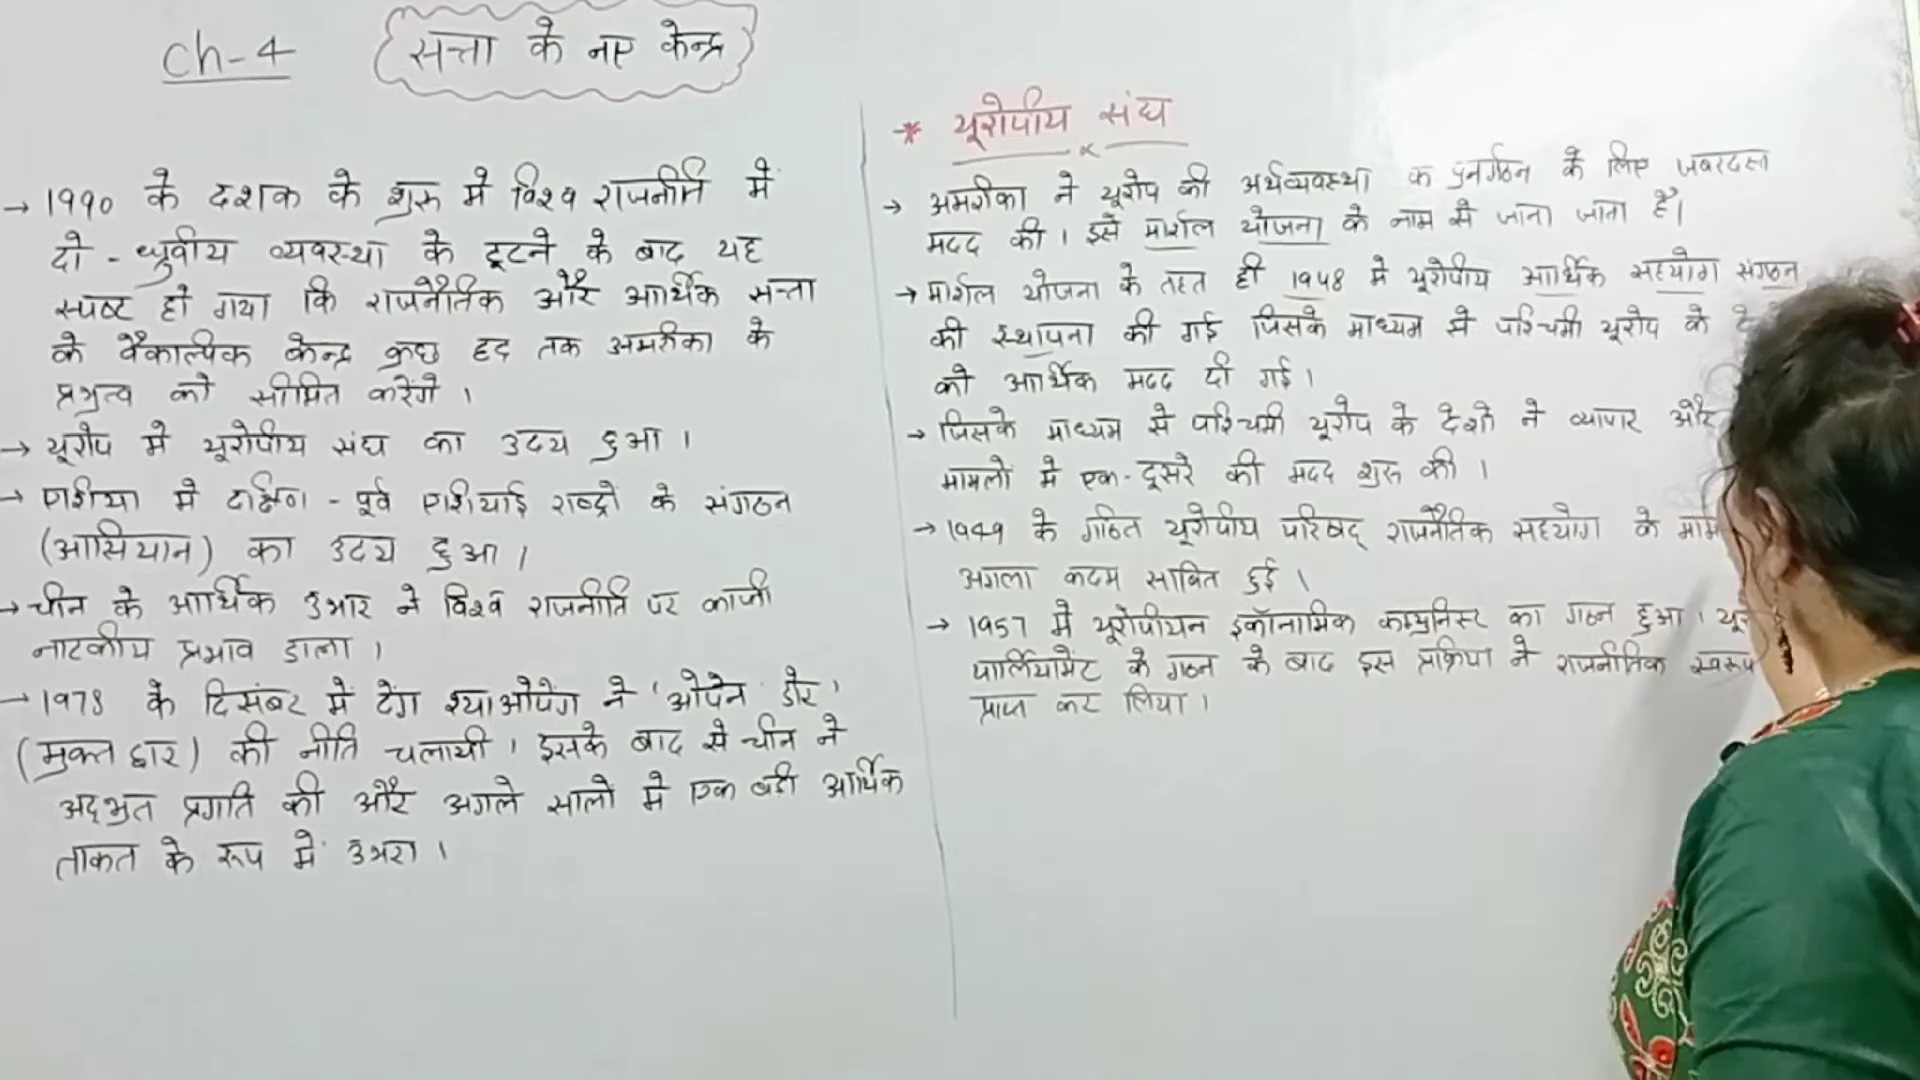 Ch-4
सत्ता के नए केन्द्र
→ 1990 के दशक के शुरू मे विश्व राजनीति में
दो - ध्रुवीय व्यवस्था के टूटने के बाद यह
स्पष्ट हो गया कि राजनैतिक और आर्थिक सत्ता
के वैकाल्पिक केन्द्र कुछ हद तक अमरीका के
प्रभुत्व को सीमित करेंगे ।
→ यूरोप मे यूरोपीय संघ का उदय हुआ ।
→ एशिया मे दक्षिण - पूर्व एशियाई राष्ट्रों के संगठन
(आसियान) का उदय हुआ ।
→ चीन के आर्थिक उभार ने विश्व राजनीति पर काफी
नाटकीय प्रभाव डाला ।
→ 1978 के दिसंबर में देंग श्याओपेंग ने 'ओपेन डोर'
(मुक्त द्वार) की नीति चलायी । इसके बाद से चीन ने
अद्भुत प्रगति की और अगले सालो मे एक बड़ी आर्थिक
ताकत के रूप में उभरा ।
* यूरोपीय संघ
→ अमरीका ने यूरोप की अर्थव्यवस्था क पुनर्गठन के लिए जबरदस्त
मदद की । इसे मार्शल योजना के नाम से जाना जाता है।
→ मार्शल योजना के तहत ही 1948 मे यूरोपीय आर्थिक सहयोग संगठन
की स्थापना की गई जिसके माध्यम से पश्चिमी यूरोप के
को आर्थिक मदद दी गई ।
→ जिसके माध्यम से पश्चिमी यूरोप के देशो ने व्यापार और
मामलों मे एक-दूसरे की मदद शुरू की ।
→ 1949 के गठित यूरोपीय परिषद् राजनैतिक सहयोग के
अगला कदम साबित हुई ।
→ 1957 में यूरोपीयन इकॉनामिक कम्युनिस्ट का गठन हुआ ।
पार्लियामेंट के गठन के बाद इस प्रक्रिया ने राजनीतिक स्वरूप
प्राप्त कर लिया ।